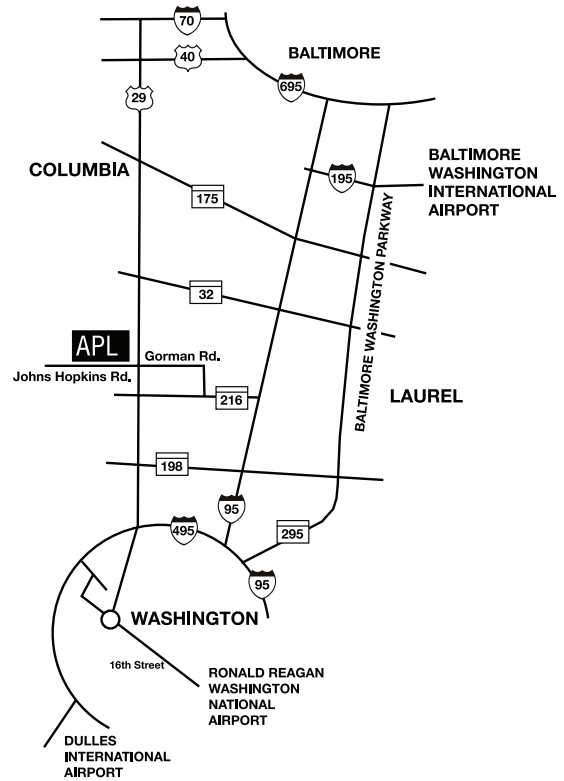 70
40
BALTIMORE
29
695
COLUMBIA
BALTIMORE
WASHINGTON
INTERNATIONAL
AIRPORT
195
175
BALTIMORE WASHINGTON PARKWAY
32
APL
Gorman Rd.
Johns Hopkins Rd.
216
LAUREL
198
95
495
295
95
WASHINGTON
16th Street
RONALD REAGAN
WASHINGTON
NATIONAL
AIRPORT
DULLES
INTERNATIONAL
AIRPORT